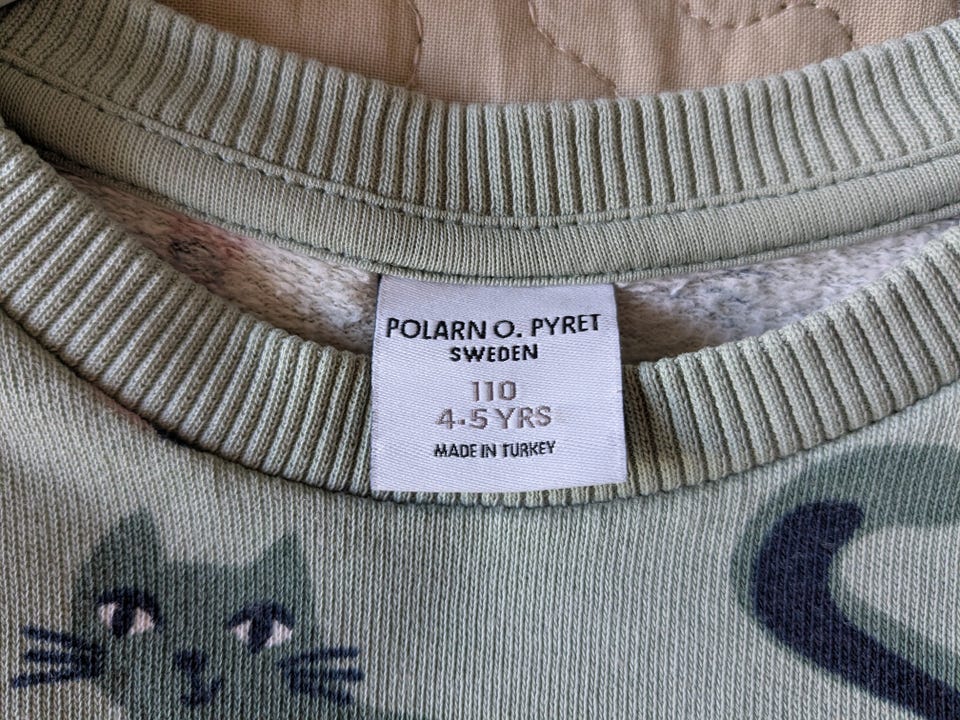 POLARN O. PYRET
SWEDEN
110
4-5 YRS
MADE IN TURKEY